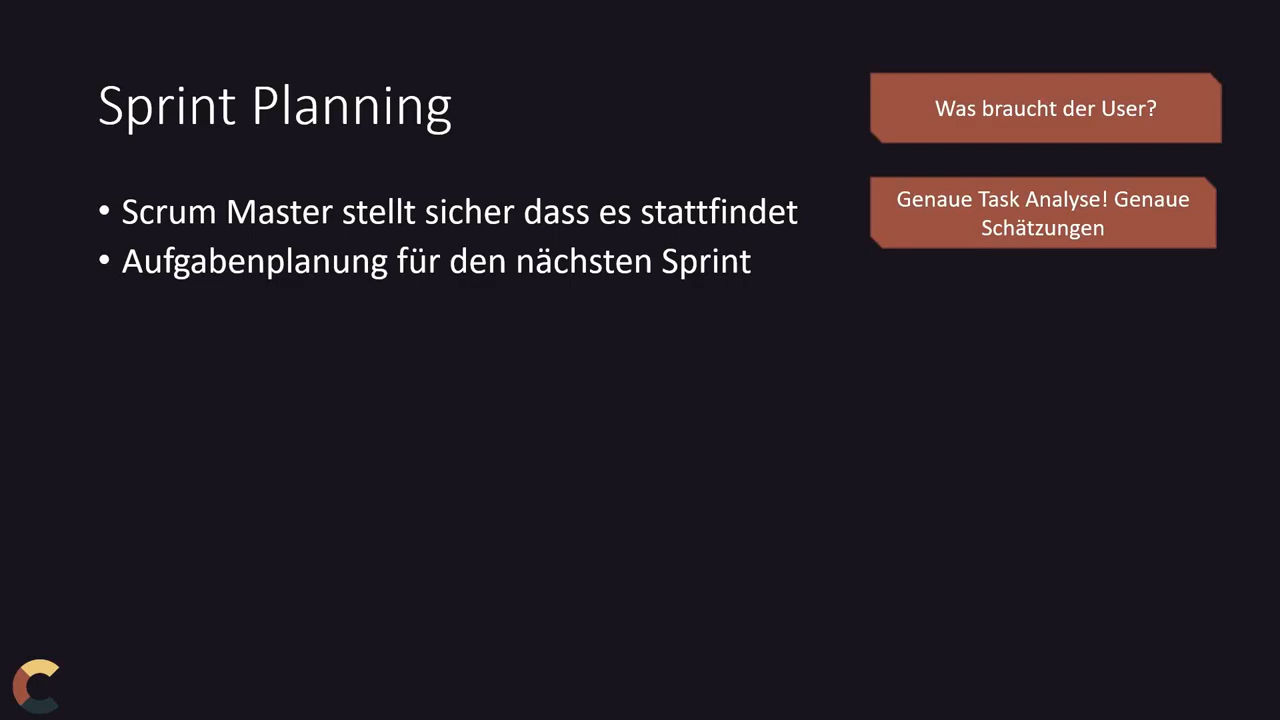 Sprint Planning
• Scrum Master stellt sicher dass es stattfindet
• Aufgabenplanung für den nächsten Sprint
Was braucht der User?
Genaue Task Analyse! Genaue
Schätzungen